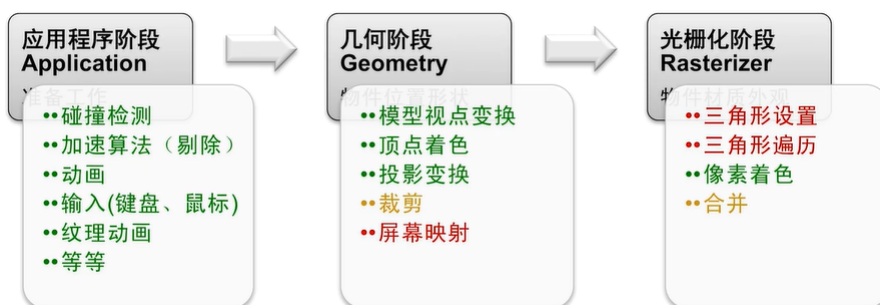 应用程序阶段
Application
准备工作
••碰撞检测
••加速算法（剔除）
••动画
••输入(键盘、鼠标)
••纹理动画
••等等
几何阶段
Geometry
物件位置形状
••模型视点变换
••顶点着色
••投影变换
••裁剪
••屏幕映射
光栅化阶段
Rasterizer
物件材质外观
••三角形设置
••三角形遍历
••像素着色
••合并